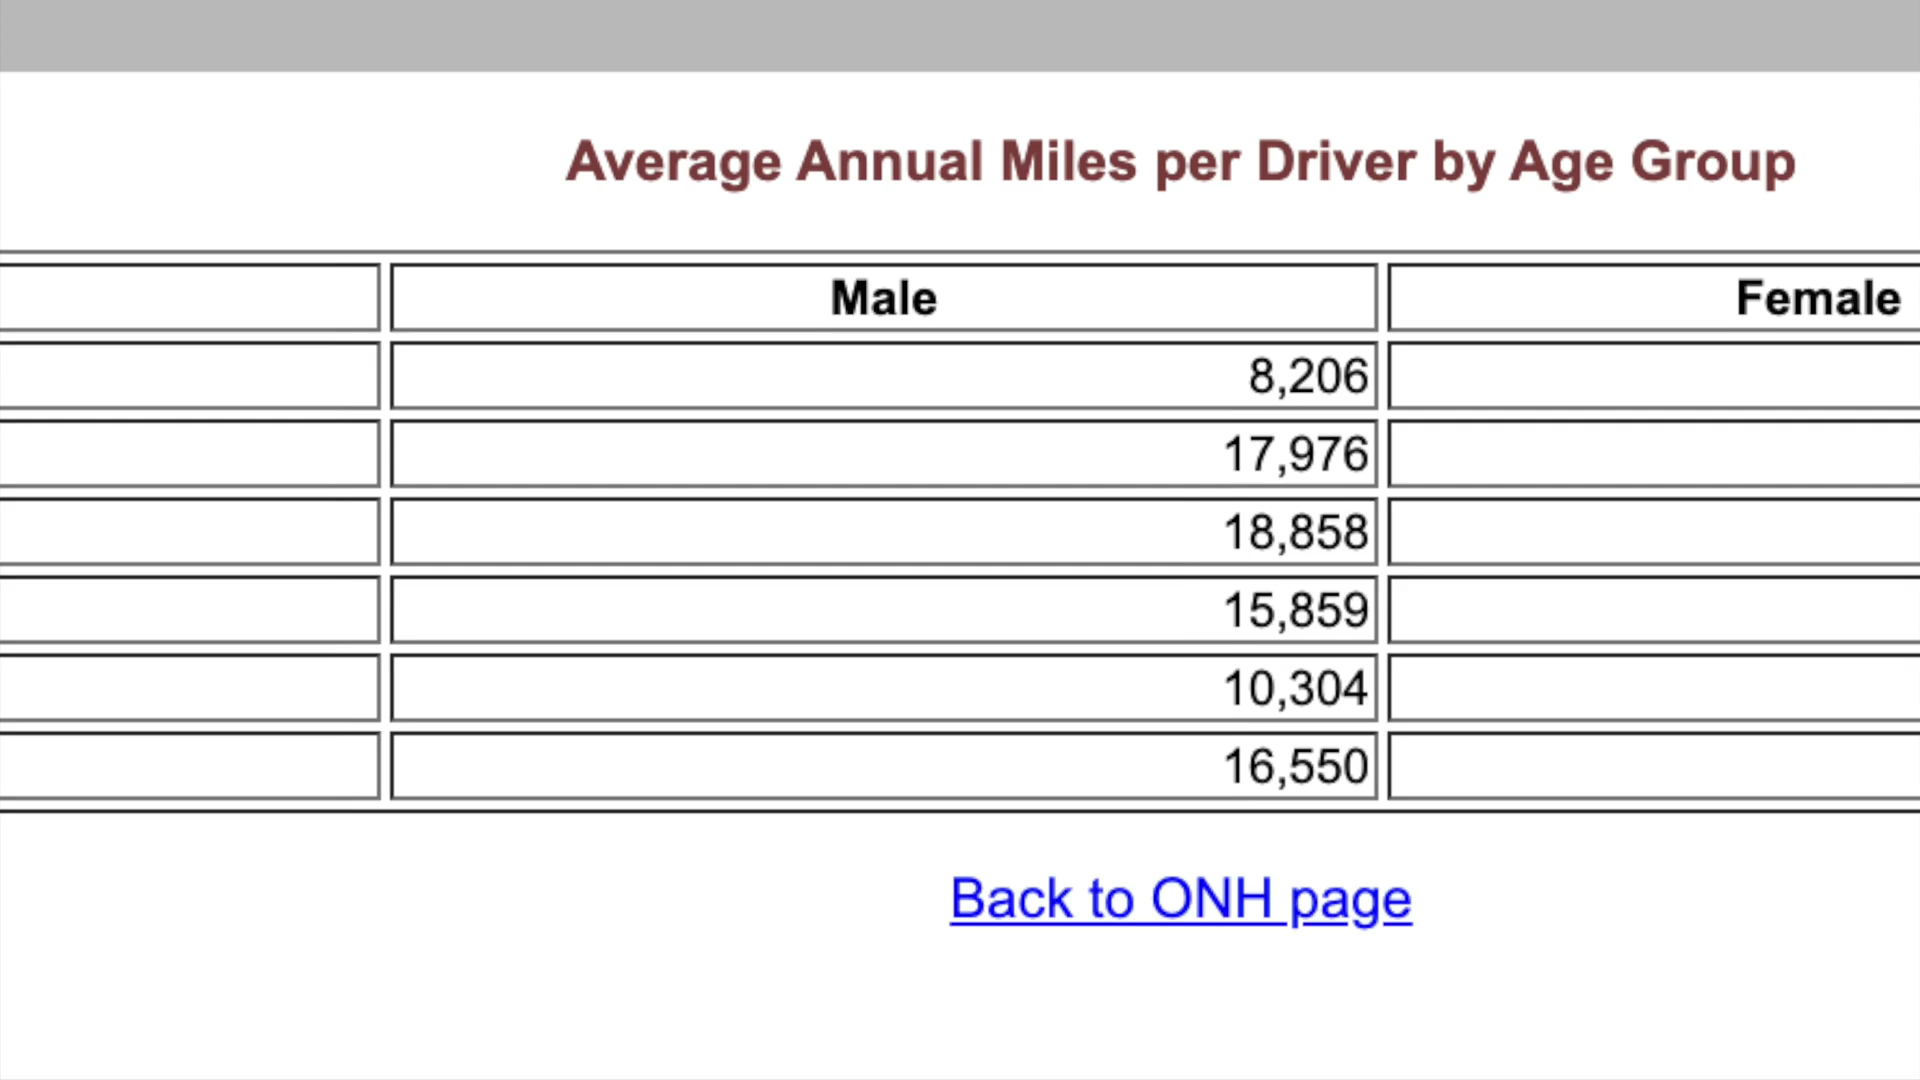 Average Annual Miles per Driver by Age Group
Male Female
8,206
17,976
18,858
15,859
10,304
16,550
Back to ONH page